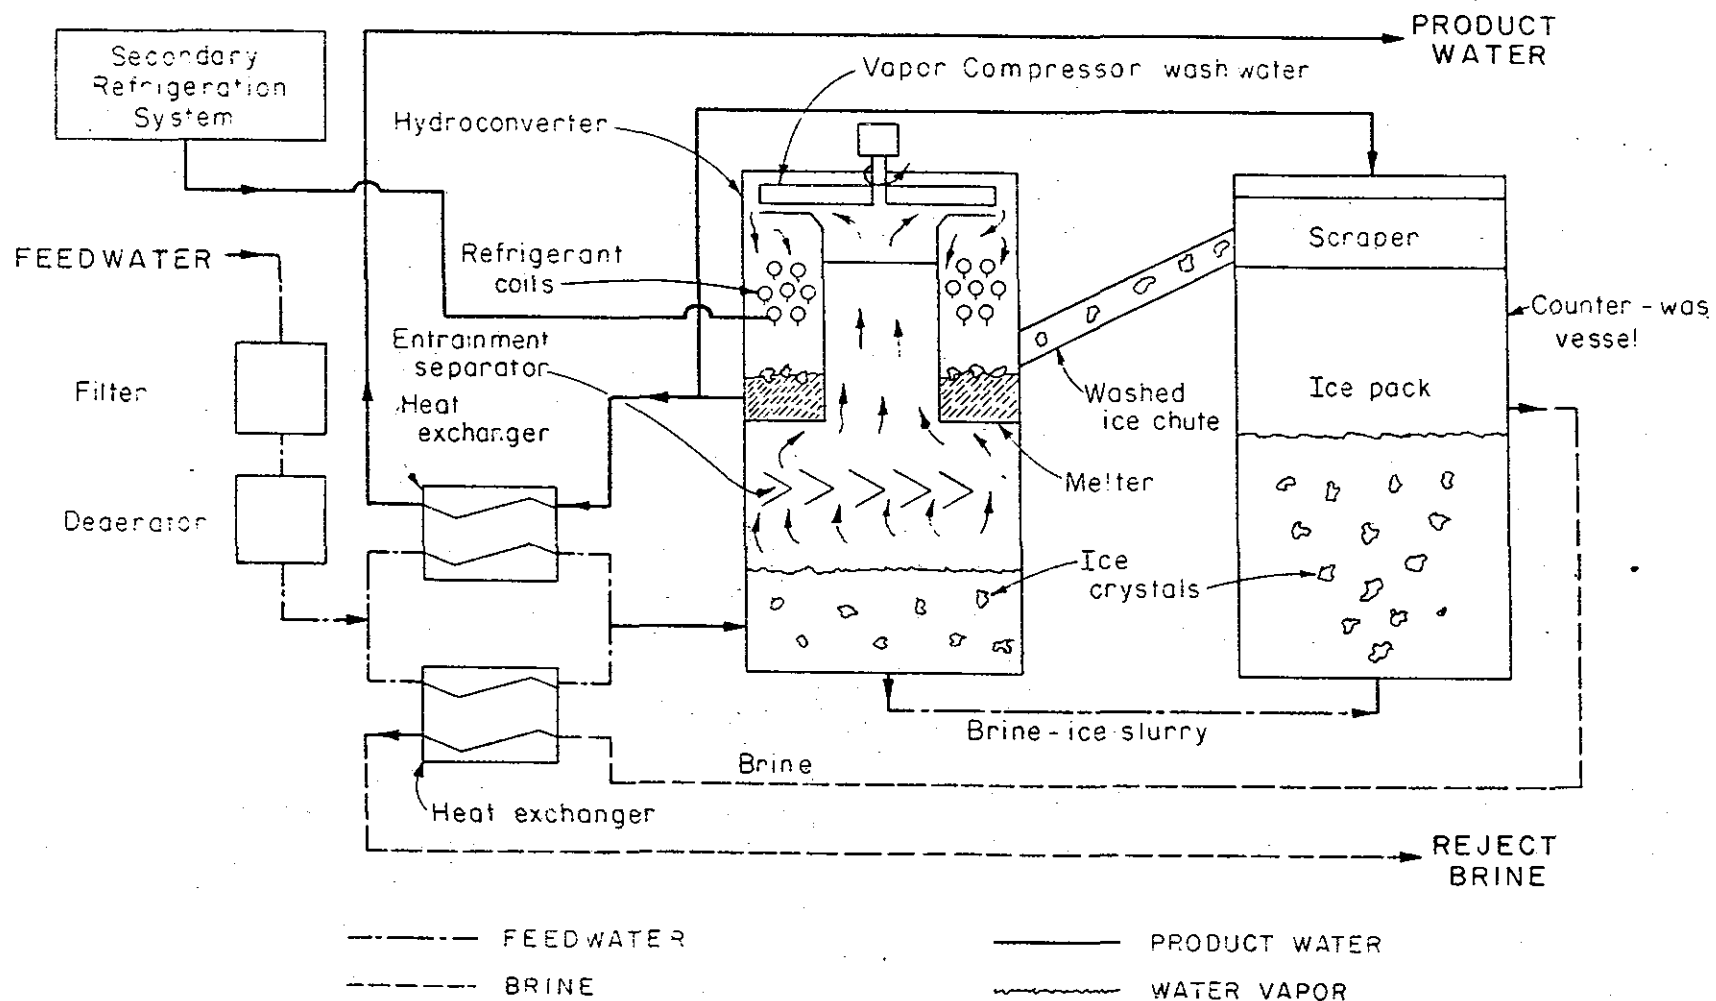 PRODUCT
WATER
Secondary
Refrigeration
System
Vapor Compressor wash water
Hydroconverter
FEEDWATER
Refrigerant
coils
Scraper
Counter-was
vessel
Entrainment
separator
Filter
Heat
exchanger
Washed
ice chute
Ice pack
Melter
Deaerator
Ice
crystals
Brine-ice slurry
Brine
Heat exchanger
REJECT
BRINE
FEEDWATER
PRODUCT WATER
BRINE
WATER VAPOR